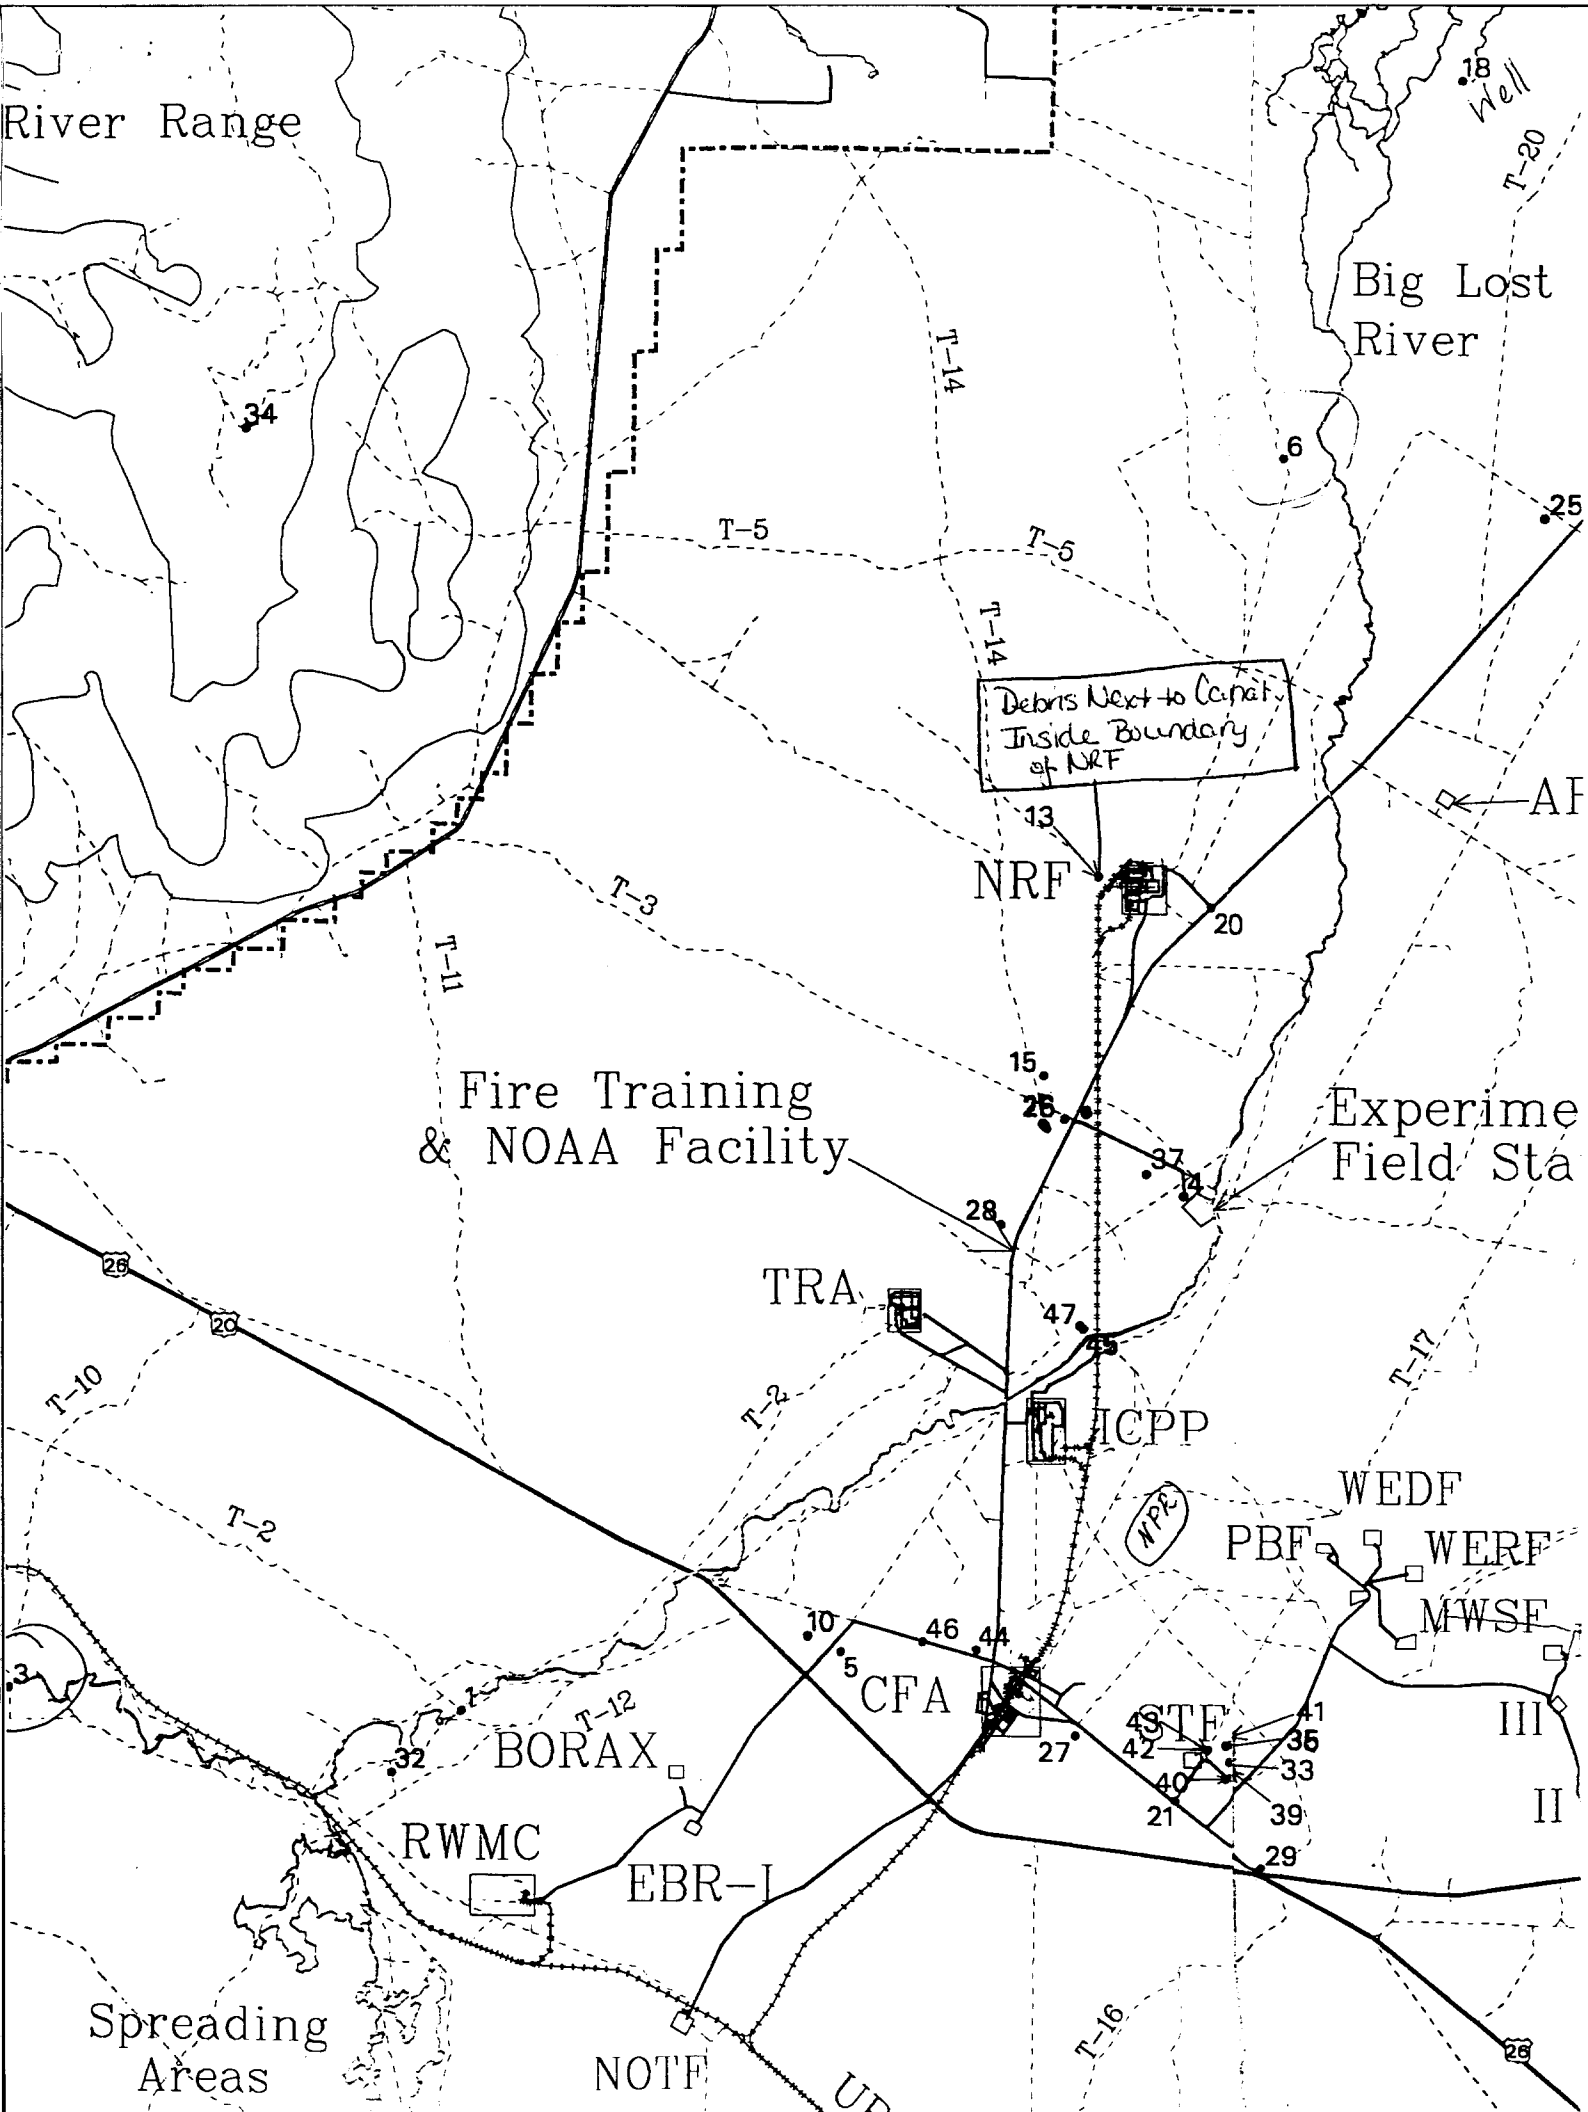 18
Well
River Range
T-20
Big Lost
River
T-14
34
6
25
T-5
T-5
T-14
Debris Next to Canal
Inside Boundary
of NRF
13
NRF
20
T-3
T-11
15
26
Fire Training
& NOAA Facility
Experime
Field Sta
37
14
28
26
20
TRA
47
45
T-17
T-10
T-2
ICPP
WEDF
NPR
PBF
WERF
T-2
MWSF
10
46
44
5
3
CFA
1
T-12
STF
43
41
III
BORAX
42
36
27
32
33
40
21
39
II
RWMC
29
EBR-I
Spreading
Areas
T-16
26
NOTF